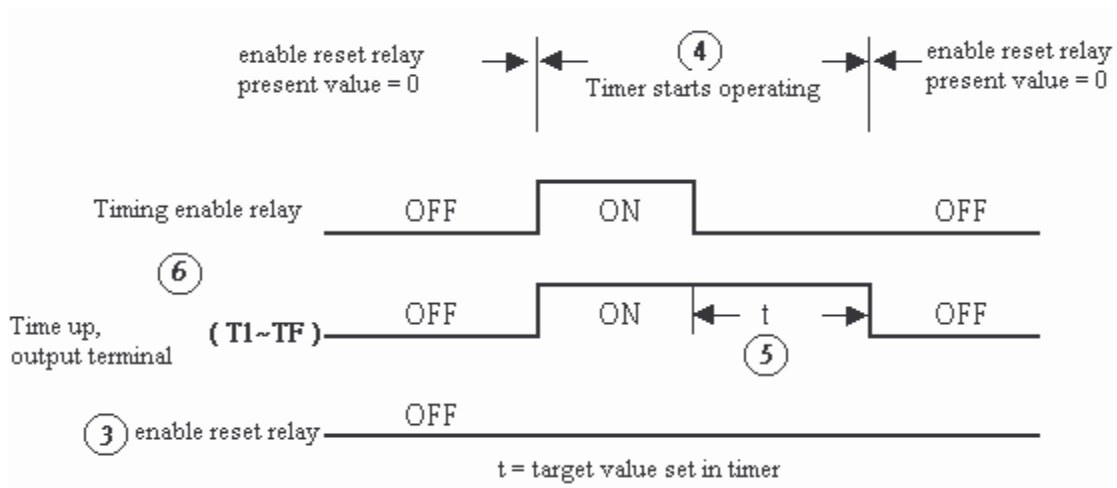 enable reset relay
present value = 0
4
Timer starts operating
enable reset relay
present value = 0
Timing enable relay
OFF
ON
OFF
6
Time up,
output terminal
( T1~TF )
OFF
ON
t
5
OFF
3 enable reset relay
OFF
t = target value set in timer